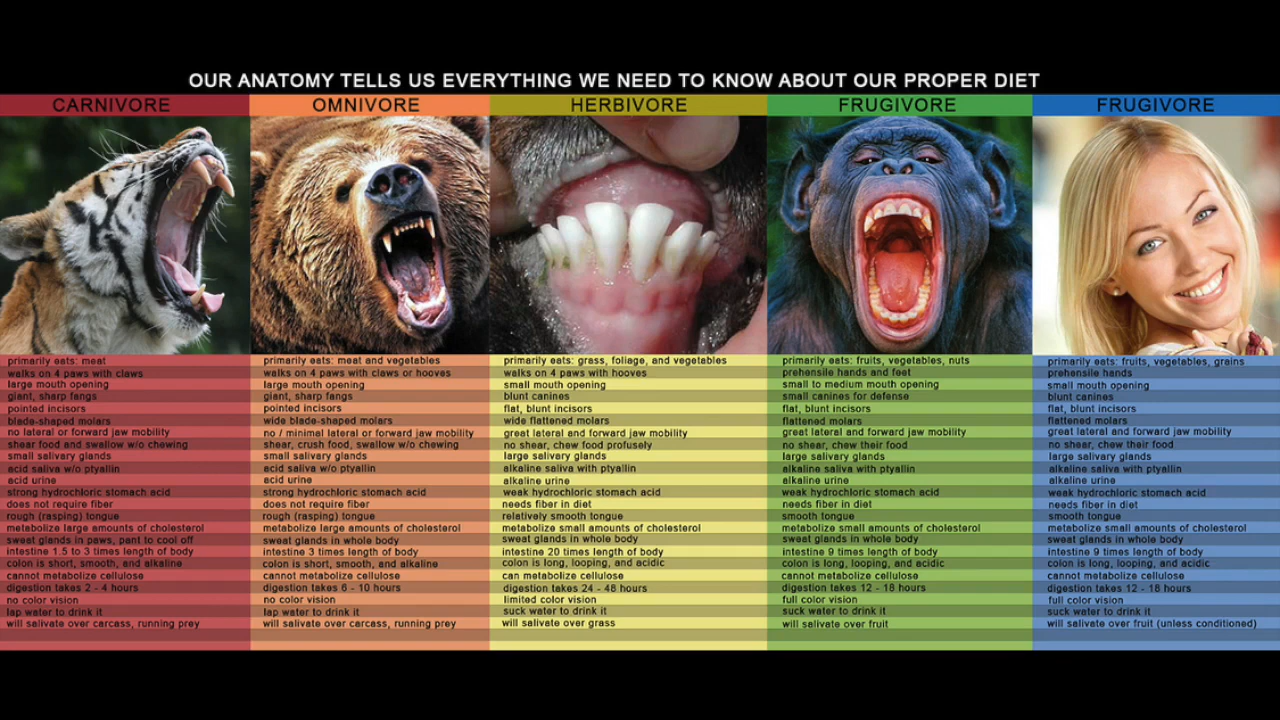 OUR ANATOMY TELLS US EVERYTHING WE NEED TO KNOW ABOUT OUR PROPER DIET
CARNIVORE
primarily eats: meat
walks on 4 paws with claws
large mouth opening
giant, sharp fangs
pointed incisors
blade-shaped molars
no lateral or forward jaw mobility
shear food and swallow w/o chewing
small salivary glands
acid saliva w/o ptyallin
acid urine
strong hydrochloric stomach acid
does not require fiber
rough (rasping) tongue
metabolize large amounts of cholesterol
sweat glands in paws, pant to cool off
intestine 1.5 to 3 times length of body
colon is short, smooth, and alkaline
cannot metabolize cellulose
digestion takes 2 - 4 hours
no color vision
lap water to drink it
will salivate over carcass, running prey
OMNIVORE
primarily eats: meat and vegetables
walks on 4 paws with claws or hooves
large mouth opening
giant, sharp fangs
pointed incisors
wide blade-shaped molars
no / minimal lateral or forward jaw mobility
shear, crush food, swallow w/o chewing
small salivary glands
acid saliva w/o ptyallin
acid urine
strong hydrochloric stomach acid
does not require fiber
rough (rasping) tongue
metabolize large amounts of cholesterol
sweat glands in whole body
intestine 3 times length of body
colon is short, smooth, and alkaline
cannot metabolize cellulose
digestion takes 6 - 10 hours
no color vision
lap water to drink it
will salivate over carcass, running prey
HERBIVORE
primarily eats: grass, foliage, and vegetables
walks on 4 paws with hooves
small mouth opening
blunt canines
flat, blunt incisors
wide flattened molars
great lateral and forward jaw mobility
no shear, chew food profusely
large salivary glands
alkaline saliva with ptyallin
alkaline urine
weak hydrochloric stomach acid
needs fiber in diet
relatively smooth tongue
metabolize small amounts of cholesterol
sweat glands in whole body
intestine 20 times length of body
colon is long, looping, and acidic
can metabolize cellulose
digestion takes 24 - 48 hours
limited color vision
suck water to drink it
will salivate over grass
FRUGIVORE
primarily eats: fruits, vegetables, nuts
prehensile hands and feet
small to medium mouth opening
small canines for defense
flat, blunt incisors
flattened molars
great lateral and forward jaw mobility
no shear, chew their food
large salivary glands
alkaline saliva with ptyallin
alkaline urine
weak hydrochloric stomach acid
needs fiber in diet
smooth tongue
metabolize small amounts of cholesterol
sweat glands in whole body
intestine 9 times length of body
colon is long, looping, and acidic
cannot metabolize cellulose
digestion takes 12 - 18 hours
full color vision
suck water to drink it
will salivate over fruit
FRUGIVORE
primarily eats: fruits, vegetables, grains
prehensile hands
small mouth opening
blunt canines
flat, blunt incisors
flattened molars
great lateral and forward jaw mobility
no shear, chew their food
large salivary glands
alkaline saliva with ptyallin
alkaline urine
weak hydrochloric stomach acid
needs fiber in diet
smooth tongue
metabolize small amounts of cholesterol
sweat glands in whole body
intestine 9 times length of body
colon is long, looping, and acidic
cannot metabolize cellulose
digestion takes 12 - 18 hours
full color vision
suck water to drink it
will salivate over fruit (unless conditioned)